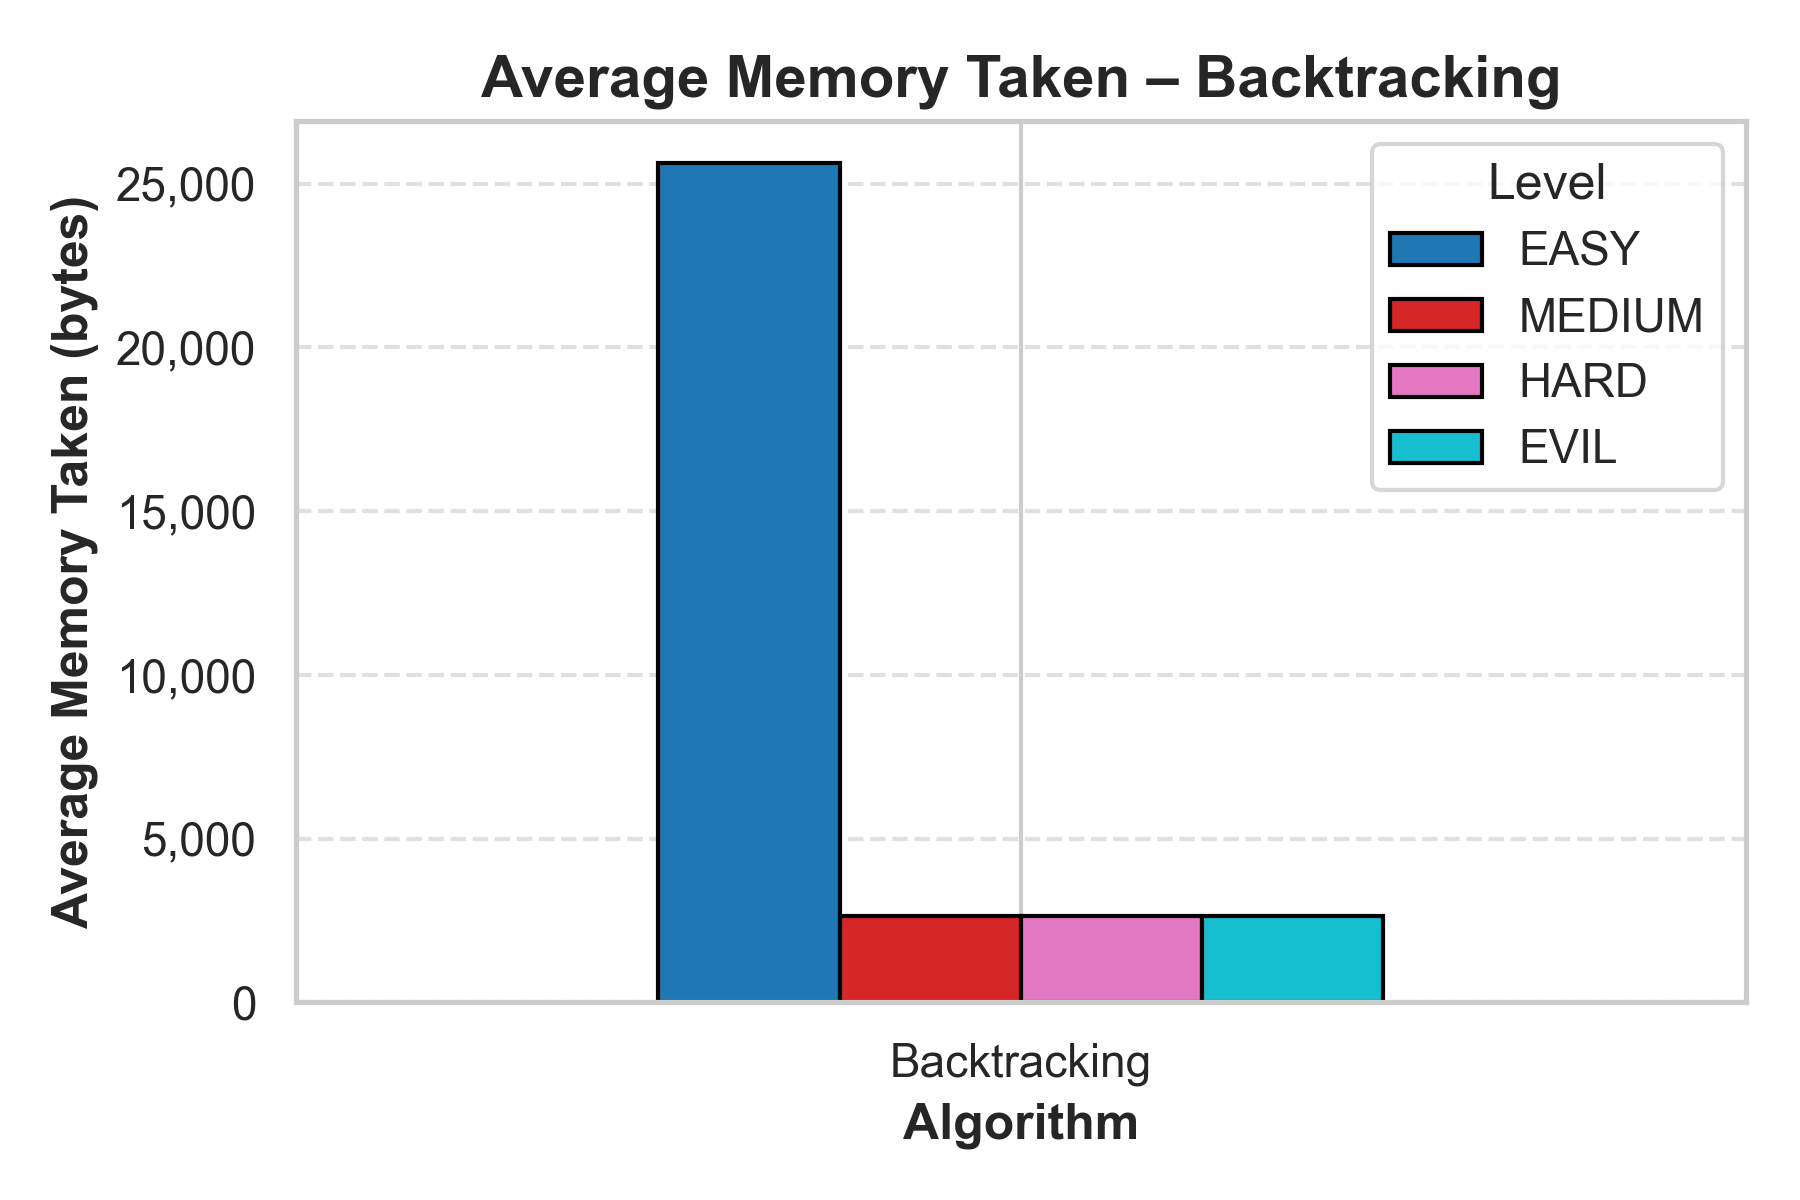 Average Memory Taken – Backtracking
Average Memory Taken (bytes)
25,000
20,000
15,000
10,000
5,000
0
Level
EASY
MEDIUM
HARD
EVIL
Backtracking
Algorithm